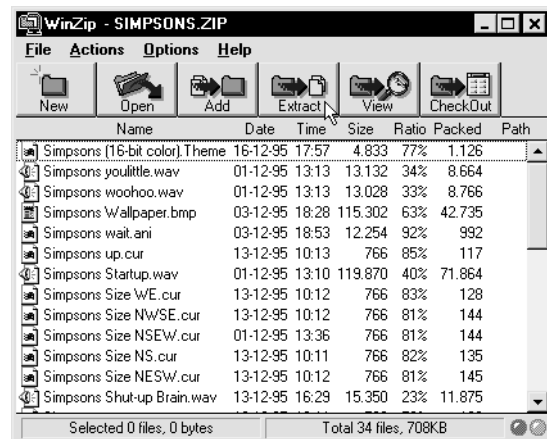 WinZip - SIMPSONS.ZIP
File Actions Options Help
New Open Add Extract View CheckOut
Name Date Time Size Ratio Packed Path
Simpsons (16-bit color).Theme 16-12-95 17:57 4.833 77% 1.126
Simpsons youlittle.wav 01-12-95 13:13 13.132 34% 8.664
Simpsons woohoo.wav 01-12-95 13:13 13.028 33% 8.766
Simpsons Wallpaper.bmp 03-12-95 18:28 115.302 63% 42.735
Simpsons wait.ani 03-12-95 18:53 12.254 92% 992
Simpsons up.cur 13-12-95 10:13 766 85% 117
Simpsons Startup.wav 01-12-95 13:10 119.870 40% 71.864
Simpsons Size WE.cur 13-12-95 10:12 766 83% 128
Simpsons Size NWSE.cur 13-12-95 10:12 766 81% 144
Simpsons Size NSEW.cur 01-12-95 13:36 766 81% 144
Simpsons Size NS.cur 13-12-95 10:11 766 82% 135
Simpsons Size NESW.cur 13-12-95 10:12 766 81% 145
Simpsons Shut-up Brain.wav 13-12-95 16:29 15.350 23% 11.875
Selected 0 files, 0 bytes Total 34 files, 708KB